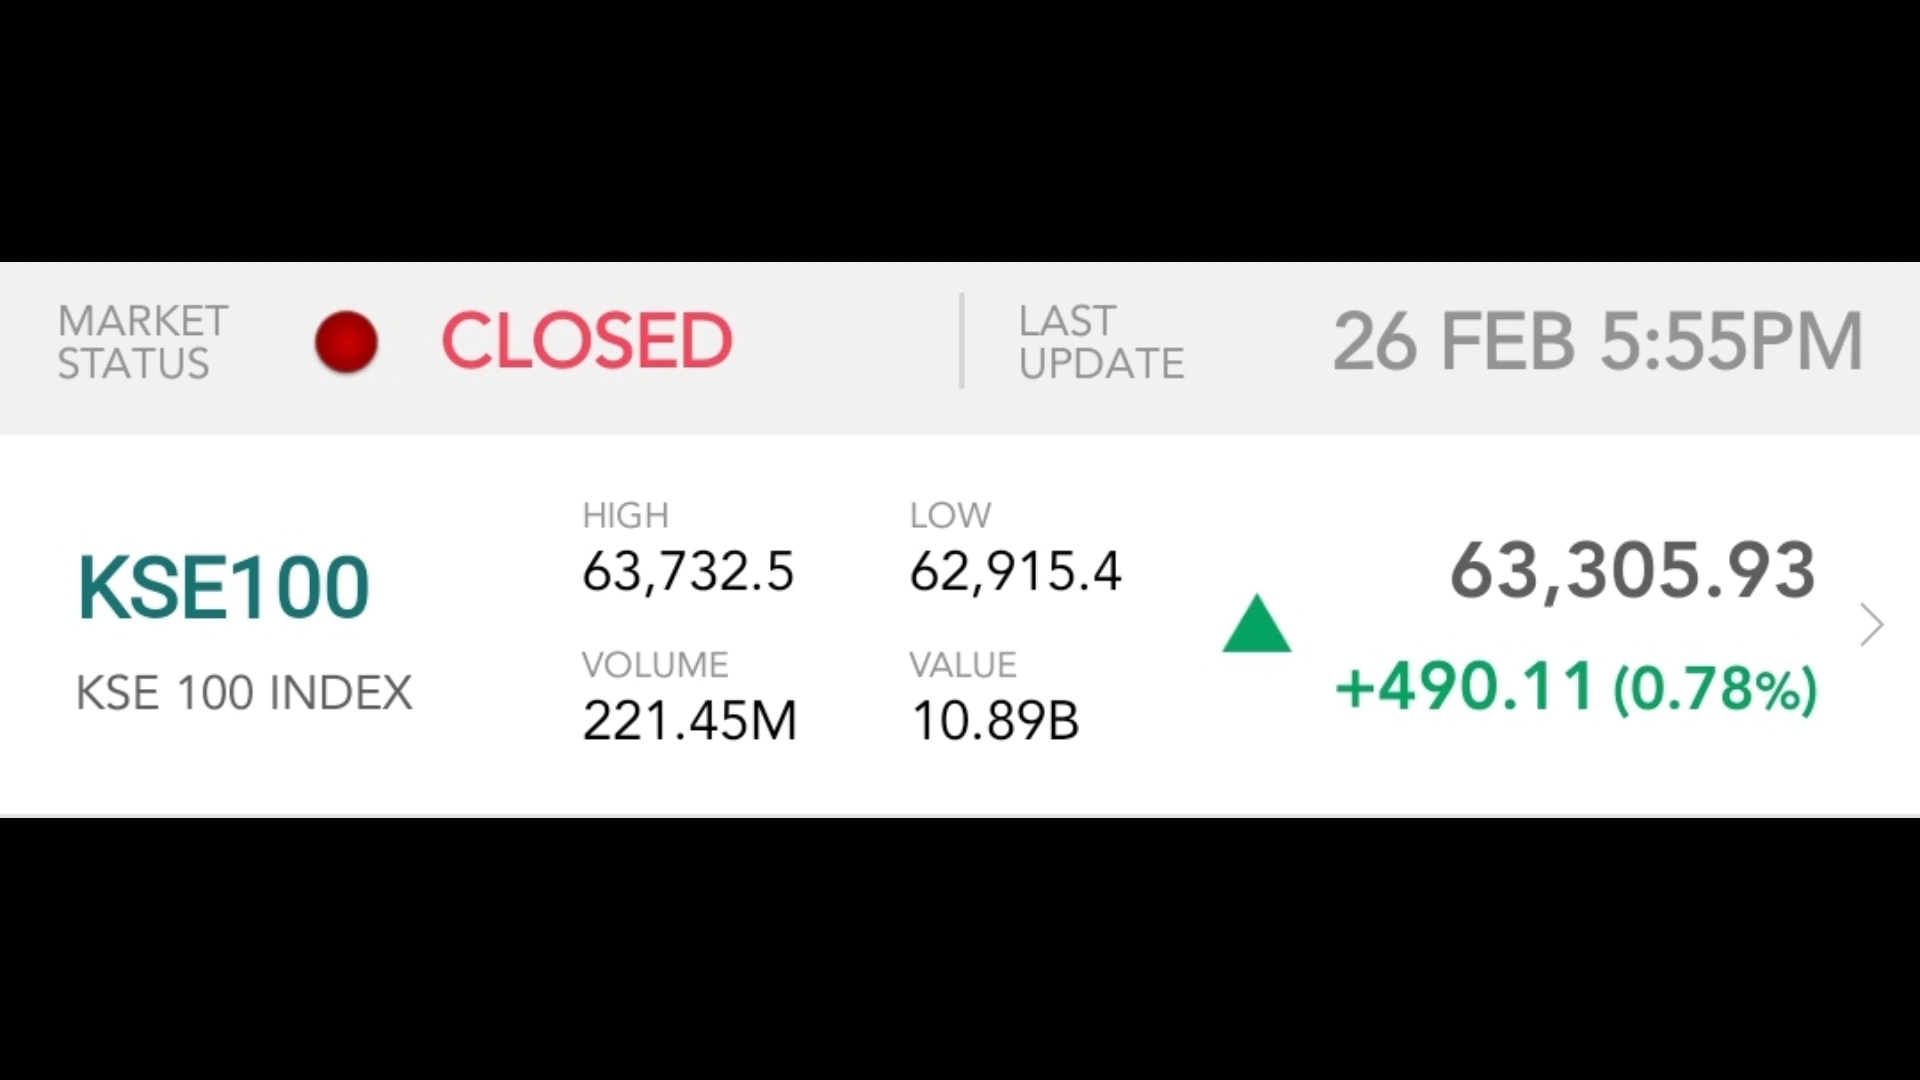 MARKET STATUS
CLOSED
LAST UPDATE
26 FEB 5:55PM
KSE100
KSE 100 INDEX
HIGH
63,732.5
LOW
62,915.4
VOLUME
221.45M
VALUE
10.89B
63,305.93
+490.11 (0.78%)